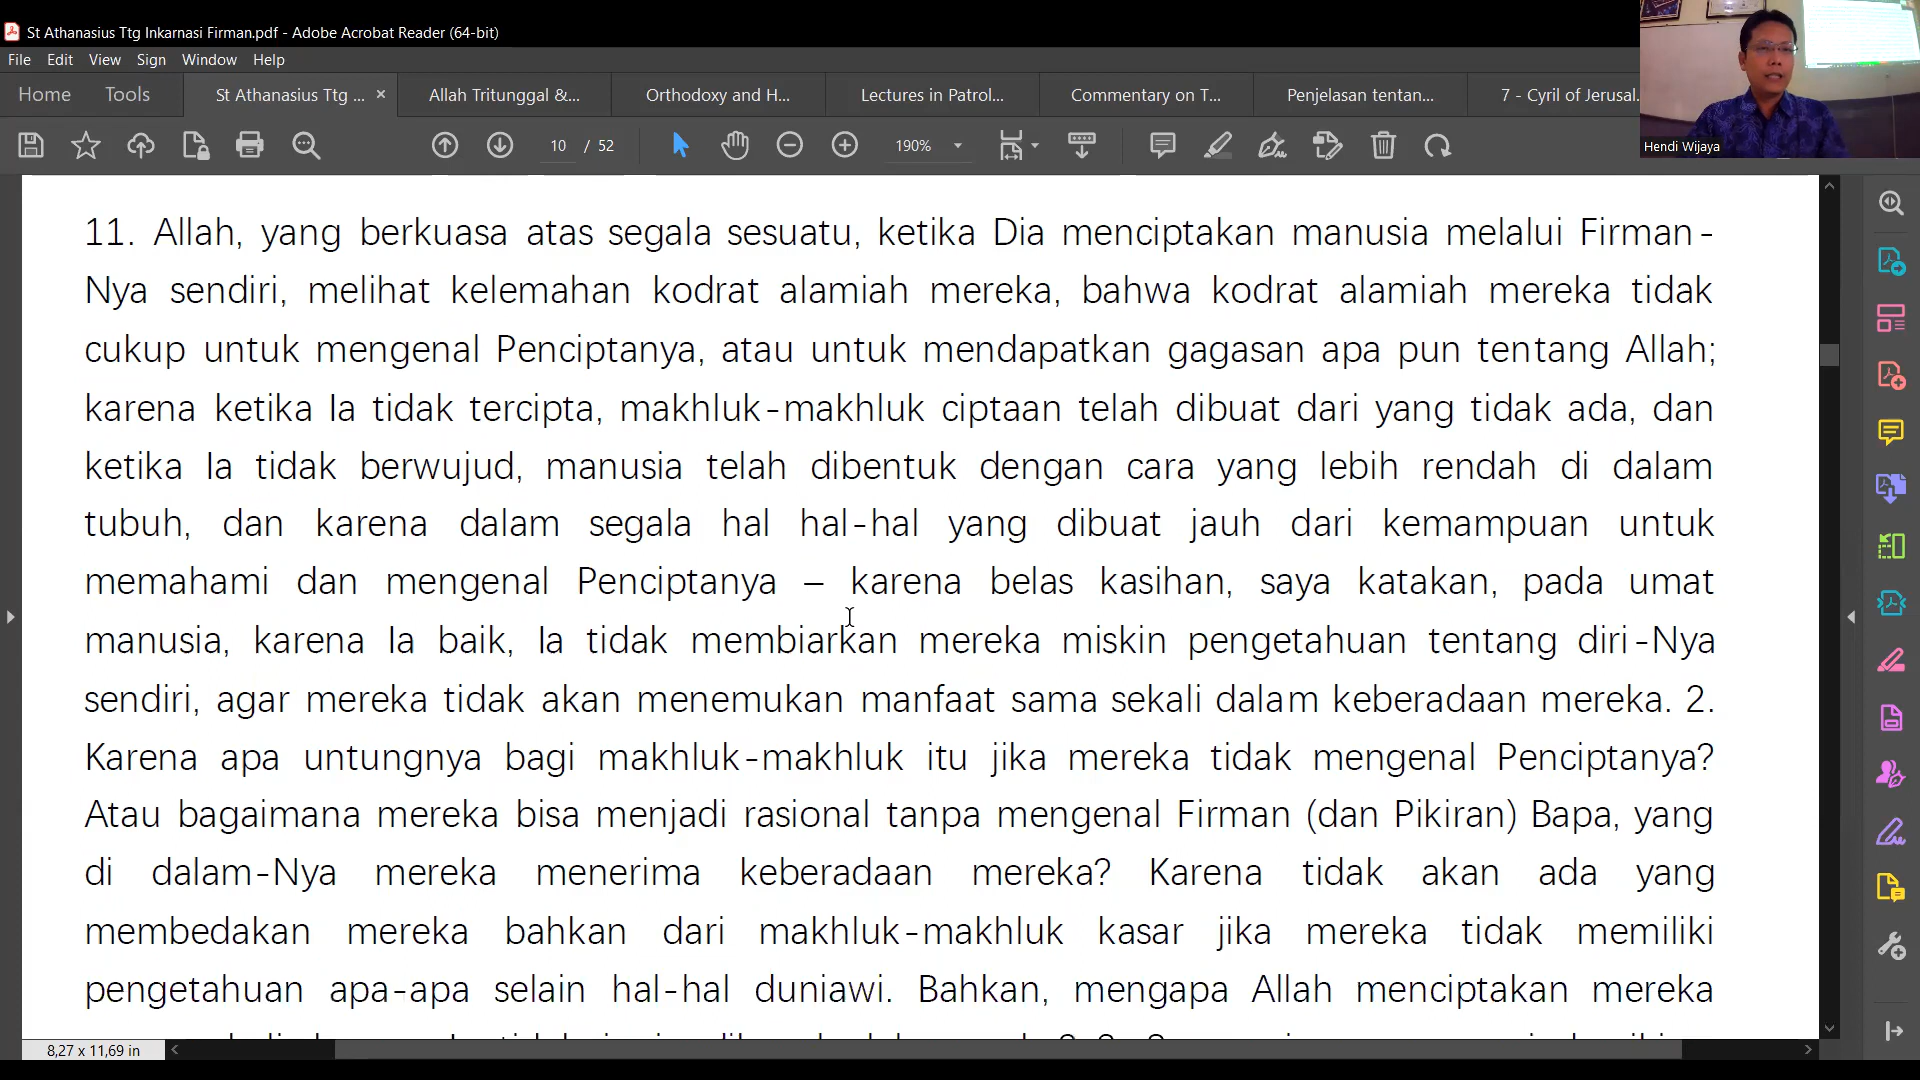 St Athanasius Ttg Inkarnasi Firman.pdf - Adobe Acrobat Reader (64-bit)
File Edit View Sign Window Help
Home Tools St Athanasius Ttg ... × Allah Tritunggal &... Orthodoxy and H... Lectures in Patrol... Commentary on T... Penjelasan tentan... 7 - Cyril of Jerusal.
10 / 52 190%
Hendi Wijaya
11. Allah, yang berkuasa atas segala sesuatu, ketika Dia menciptakan manusia melalui Firman-
Nya sendiri, melihat kelemahan kodrat alamiah mereka, bahwa kodrat alamiah mereka tidak
cukup untuk mengenal Penciptanya, atau untuk mendapatkan gagasan apa pun tentang Allah;
karena ketika Ia tidak tercipta, makhluk-makhluk ciptaan telah dibuat dari yang tidak ada, dan
ketika Ia tidak berwujud, manusia telah dibentuk dengan cara yang lebih rendah di dalam
tubuh, dan karena dalam segala hal hal-hal yang dibuat jauh dari kemampuan untuk
memahami dan mengenal Penciptanya – karena belas kasihan, saya katakan, pada umat
manusia, karena Ia baik, Ia tidak membiarkan mereka miskin pengetahuan tentang diri-Nya
sendiri, agar mereka tidak akan menemukan manfaat sama sekali dalam keberadaan mereka. 2.
Karena apa untungnya bagi makhluk-makhluk itu jika mereka tidak mengenal Penciptanya?
Atau bagaimana mereka bisa menjadi rasional tanpa mengenal Firman (dan Pikiran) Bapa, yang
di dalam-Nya mereka menerima keberadaan mereka? Karena tidak akan ada yang
membedakan mereka bahkan dari makhluk-makhluk kasar jika mereka tidak memiliki
pengetahuan apa-apa selain hal-hal duniawi. Bahkan, mengapa Allah menciptakan mereka
8,27 x 11,69 in